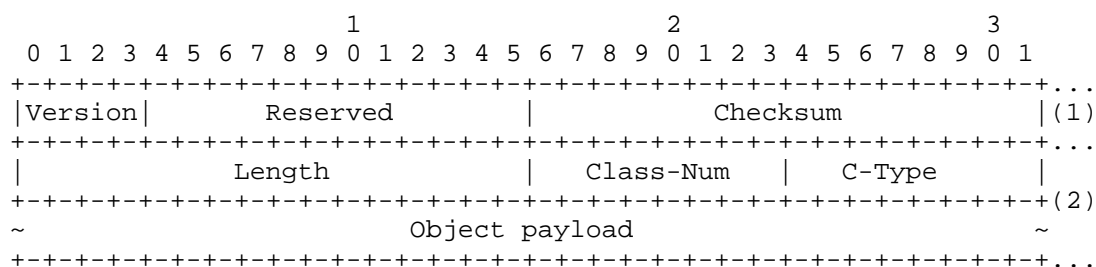 1                   2                   3
 0 1 2 3 4 5 6 7 8 9 0 1 2 3 4 5 6 7 8 9 0 1 2 3 4 5 6 7 8 9 0 1
+-+-+-+-+-+-+-+-+-+-+-+-+-+-+-+-+-+-+-+-+-+-+-+-+-+-+-+-+-+-+-+-+...
|Version|       Reserved        |           Checksum            |(1)
+-+-+-+-+-+-+-+-+-+-+-+-+-+-+-+-+-+-+-+-+-+-+-+-+-+-+-+-+-+-+-+-+...
|             Length            |   Class-Num   |   C-Type      |
+-+-+-+-+-+-+-+-+-+-+-+-+-+-+-+-+-+-+-+-+-+-+-+-+-+-+-+-+-+-+-+-+(2)
~                        Object payload                         ~
+-+-+-+-+-+-+-+-+-+-+-+-+-+-+-+-+-+-+-+-+-+-+-+-+-+-+-+-+-+-+-+-+...